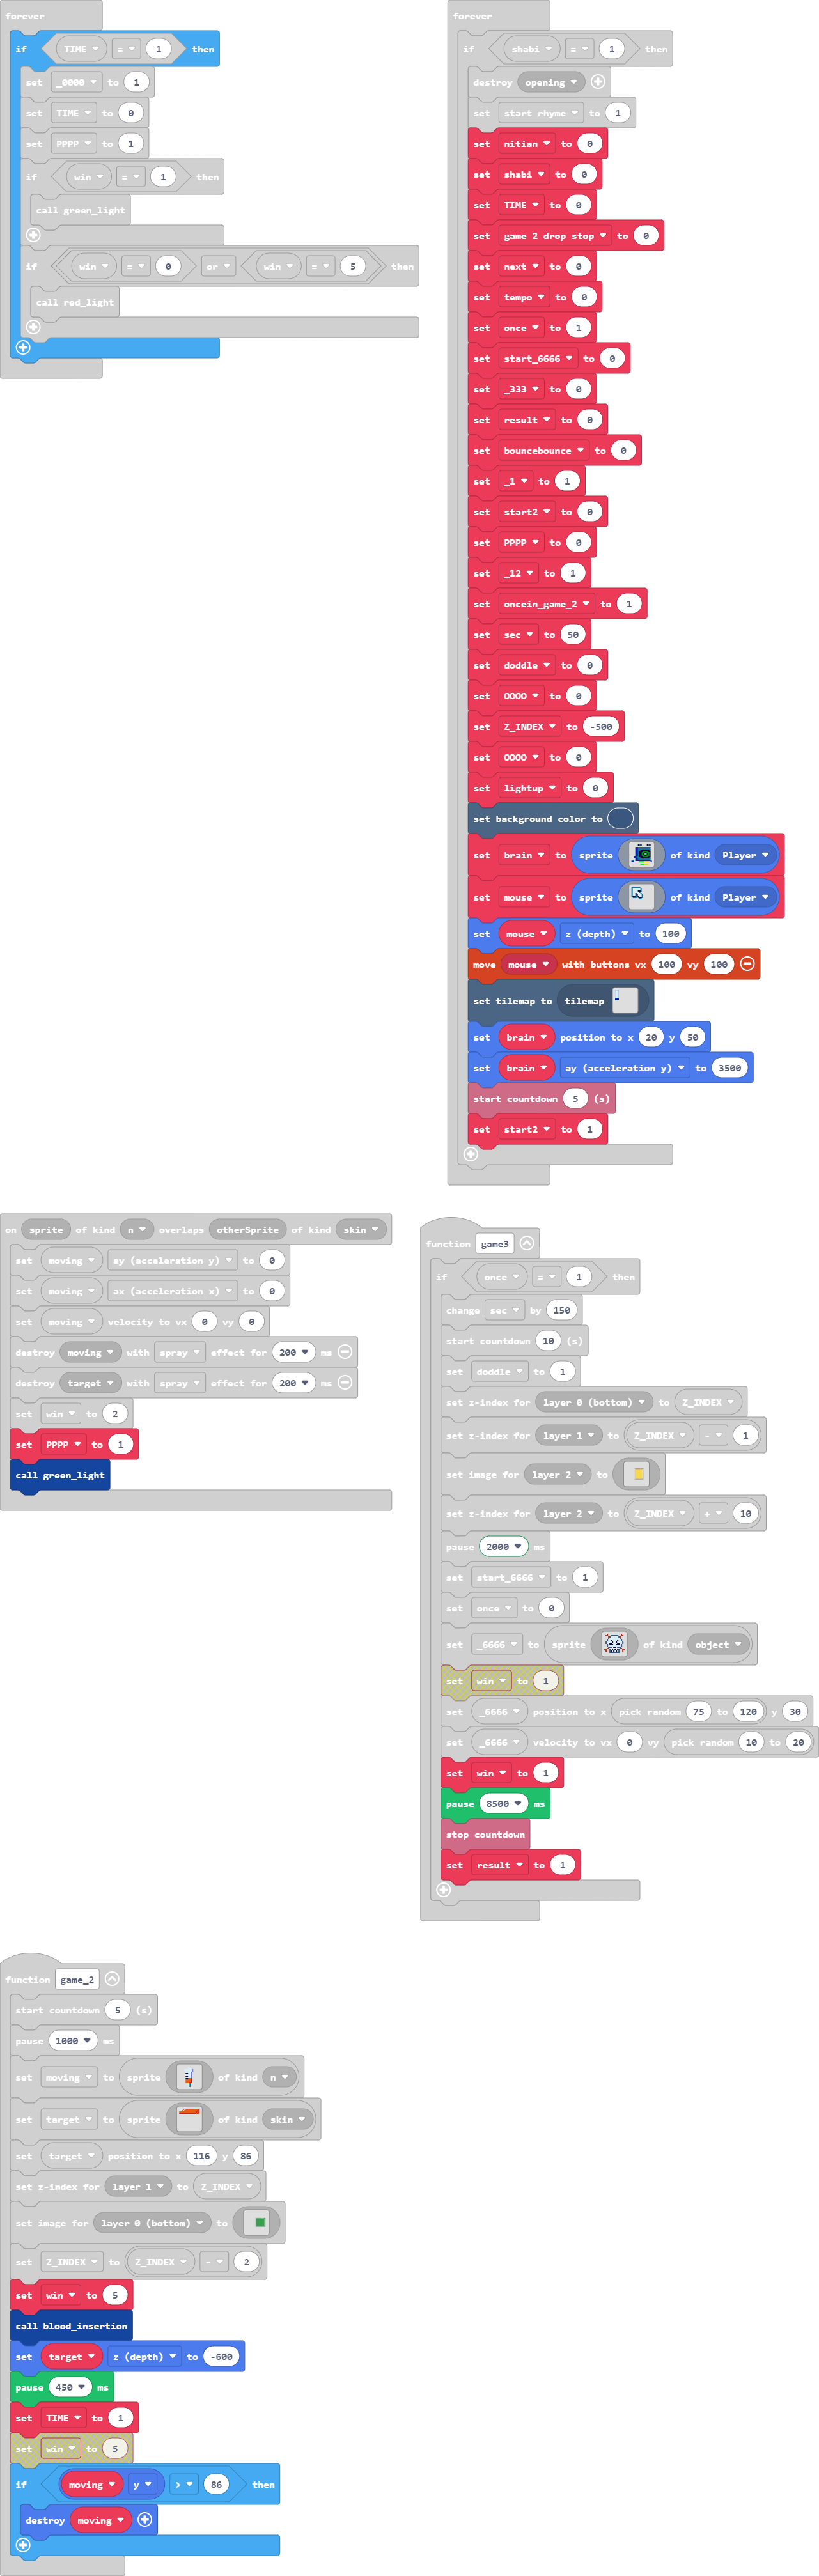 forever
if TIME = 1 then
set _0000 to 1
set TIME to 0
set PPPP to 1
if win = 1 then
call green_light
if win = 0 or win = 5 then
call red_light
forever
if shabi = 1 then
destroy opening
set start rhyme to 1
set nitian to 0
set shabi to 0
set TIME to 0
set game 2 drop stop to 0
set next to 0
set tempo to 0
set once to 1
set start_6666 to 0
set _333 to 0
set result to 0
set bouncebounce to 0
set _1 to 1
set start2 to 0
set PPPP to 0
set _12 to 1
set oncein_game_2 to 1
set sec to 50
set doddle to 0
set OOOO to 0
set Z_INDEX to -500
set OOOO to 0
set lightup to 0
set background color to
set brain to sprite of kind Player
set mouse to sprite of kind Player
set mouse z (depth) to 100
move mouse with buttons vx 100 vy 100
set tilemap to tilemap
set brain position to x 20 y 50
set brain ay (acceleration y) to 3500
start countdown 5 (s)
set start2 to 1
on sprite of kind n overlaps otherSprite of kind skin
set moving ay (acceleration y) to 0
set moving ax (acceleration x) to 0
set moving velocity to vx 0 vy 0
destroy moving with spray effect for 200 ms
destroy target with spray effect for 200 ms
set win to 2
set PPPP to 1
call green_light
function game3
if once = 1 then
change sec by 150
start countdown 10 (s)
set doddle to 1
set z-index for layer 0 (bottom) to Z_INDEX
set z-index for layer 1 to Z_INDEX - 1
set image for layer 2 to
set z-index for layer 2 to Z_INDEX + 10
pause 2000 ms
set start_6666 to 1
set once to 0
set _6666 to sprite of kind object
set win to 1
set _6666 position to x pick random 75 to 120 y 30
set _6666 velocity to vx 0 vy pick random 10 to 20
set win to 1
pause 8500 ms
stop countdown
set result to 1
function game_2
start countdown 5 (s)
pause 1000 ms
set moving to sprite of kind n
set target to sprite of kind skin
set target position to x 116 y 86
set z-index for layer 1 to Z_INDEX
set image for layer 0 (bottom) to
set Z_INDEX to Z_INDEX - 2
set win to 5
call blood_insertion
set target z (depth) to -600
pause 450 ms
set TIME to 1
set win to 5
if moving y > 86 then
destroy moving